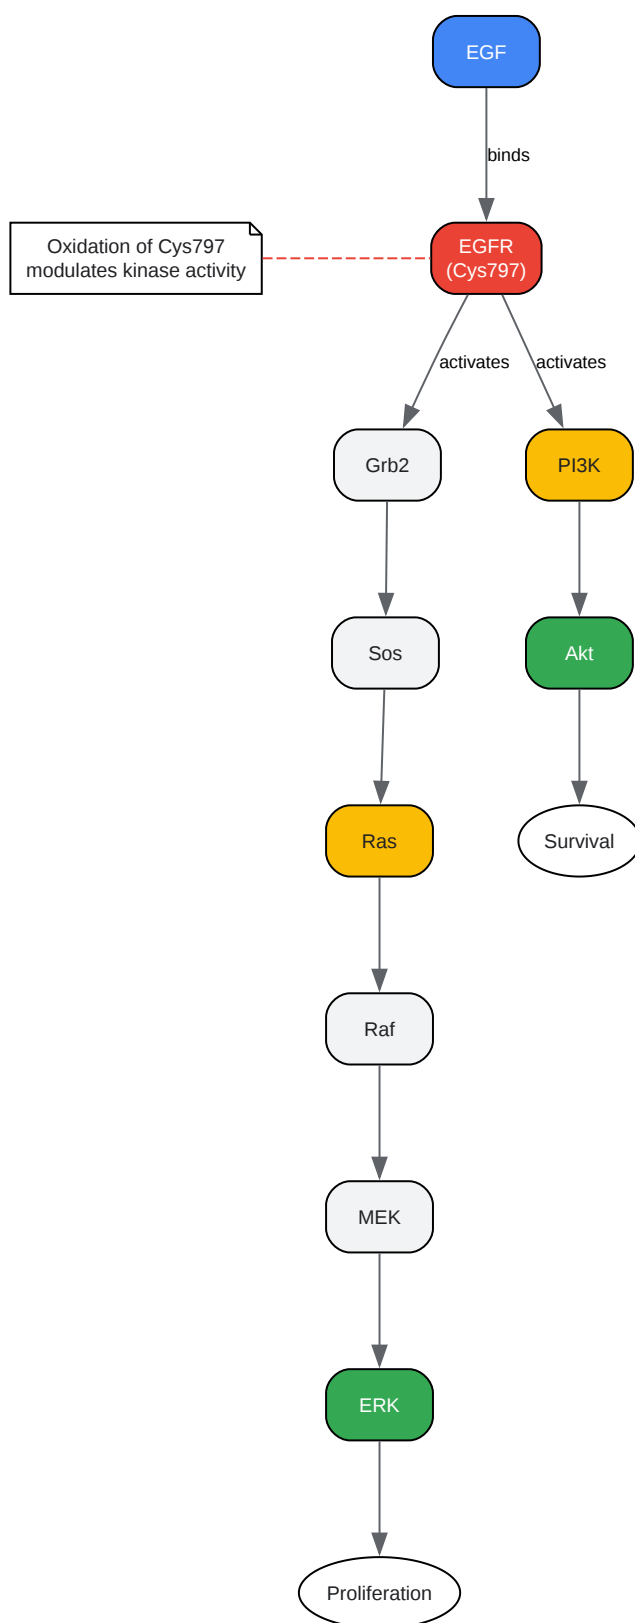 EGF
binds
Oxidation of Cys797
modulates kinase activity
EGFR
(Cys797)
activates
activates
Grb2
PI3K
Sos
Akt
Ras
Survival
Raf
MEK
ERK
Proliferation